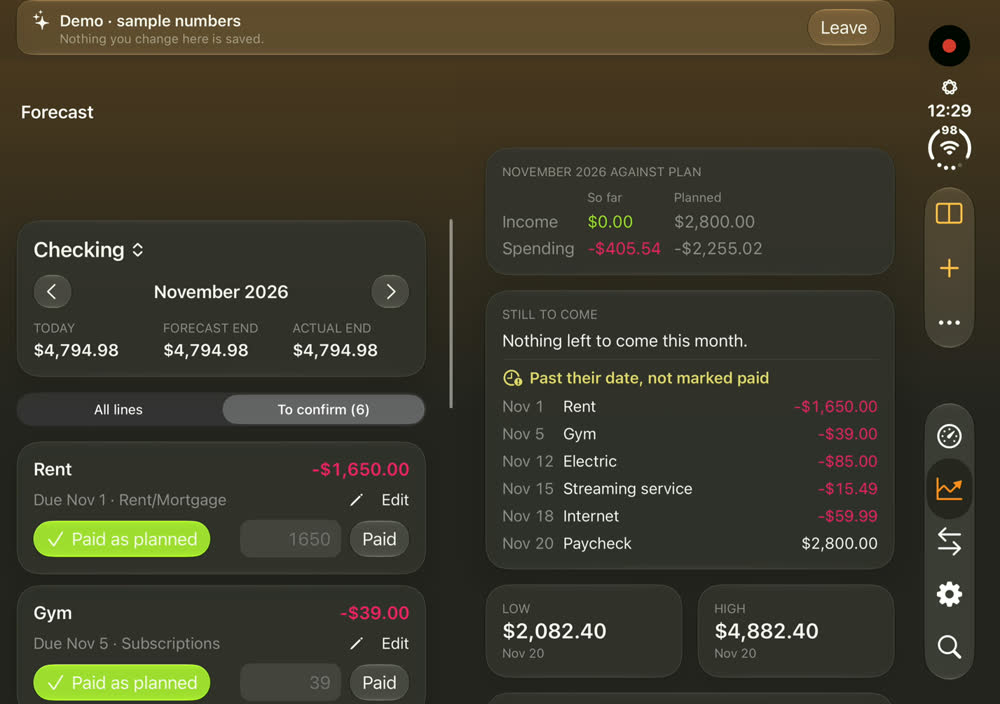 Demo · sample numbers
Nothing you change here is saved.
Leave
12:29
98
Forecast
Checking
November 2026
TODAY FORECAST END ACTUAL END
$4,794.98 $4,794.98 $4,794.98
All lines To confirm (6)
Rent -$1,650.00
Due Nov 1 · Rent/Mortgage Edit
Paid as planned 1650 Paid
Gym -$39.00
Due Nov 5 · Subscriptions Edit
Paid as planned 39 Paid
NOVEMBER 2026 AGAINST PLAN
So far Planned
Income $0.00 $2,800.00
Spending -$405.54 -$2,255.02
STILL TO COME
Nothing left to come this month.
Past their date, not marked paid
Nov 1 Rent -$1,650.00
Nov 5 Gym -$39.00
Nov 12 Electric -$85.00
Nov 15 Streaming service -$15.49
Nov 18 Internet -$59.99
Nov 20 Paycheck $2,800.00
LOW
$2,082.40
Nov 20
HIGH
$4,882.40
Nov 20